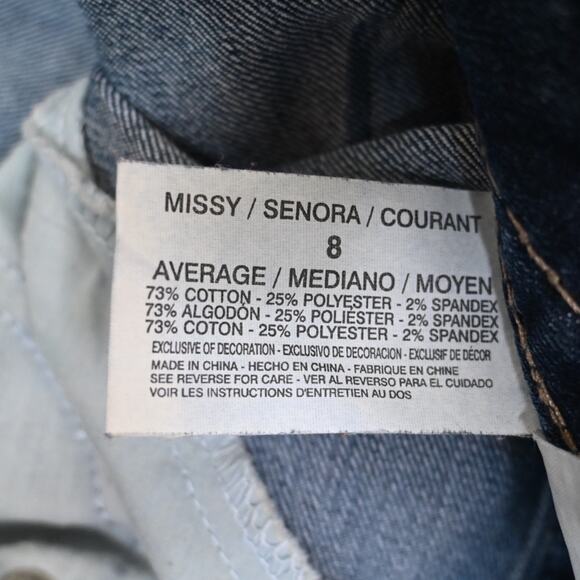 MISSY / SENORA / COURANT
8
AVERAGE / MEDIANO / MOYEN
73% COTTON - 25% POLYESTER - 2% SPANDEX
73% ALGODÓN - 25% POLIÉSTER - 2% SPANDEX
73% COTON - 25% POLYESTER - 2% SPANDEX
EXCLUSIVE OF DECORATION - EXCLUSIVO DE DECORACION - EXCLUSIF DE DÉCOR
MADE IN CHINA - HECHO EN CHINA - FABRIQUE EN CHINE
SEE REVERSE FOR CARE - VER AL REVERSO PARA EL CUIDADO
VOIR LES INSTRUCTIONS D'ENTRETIEN AU DOS